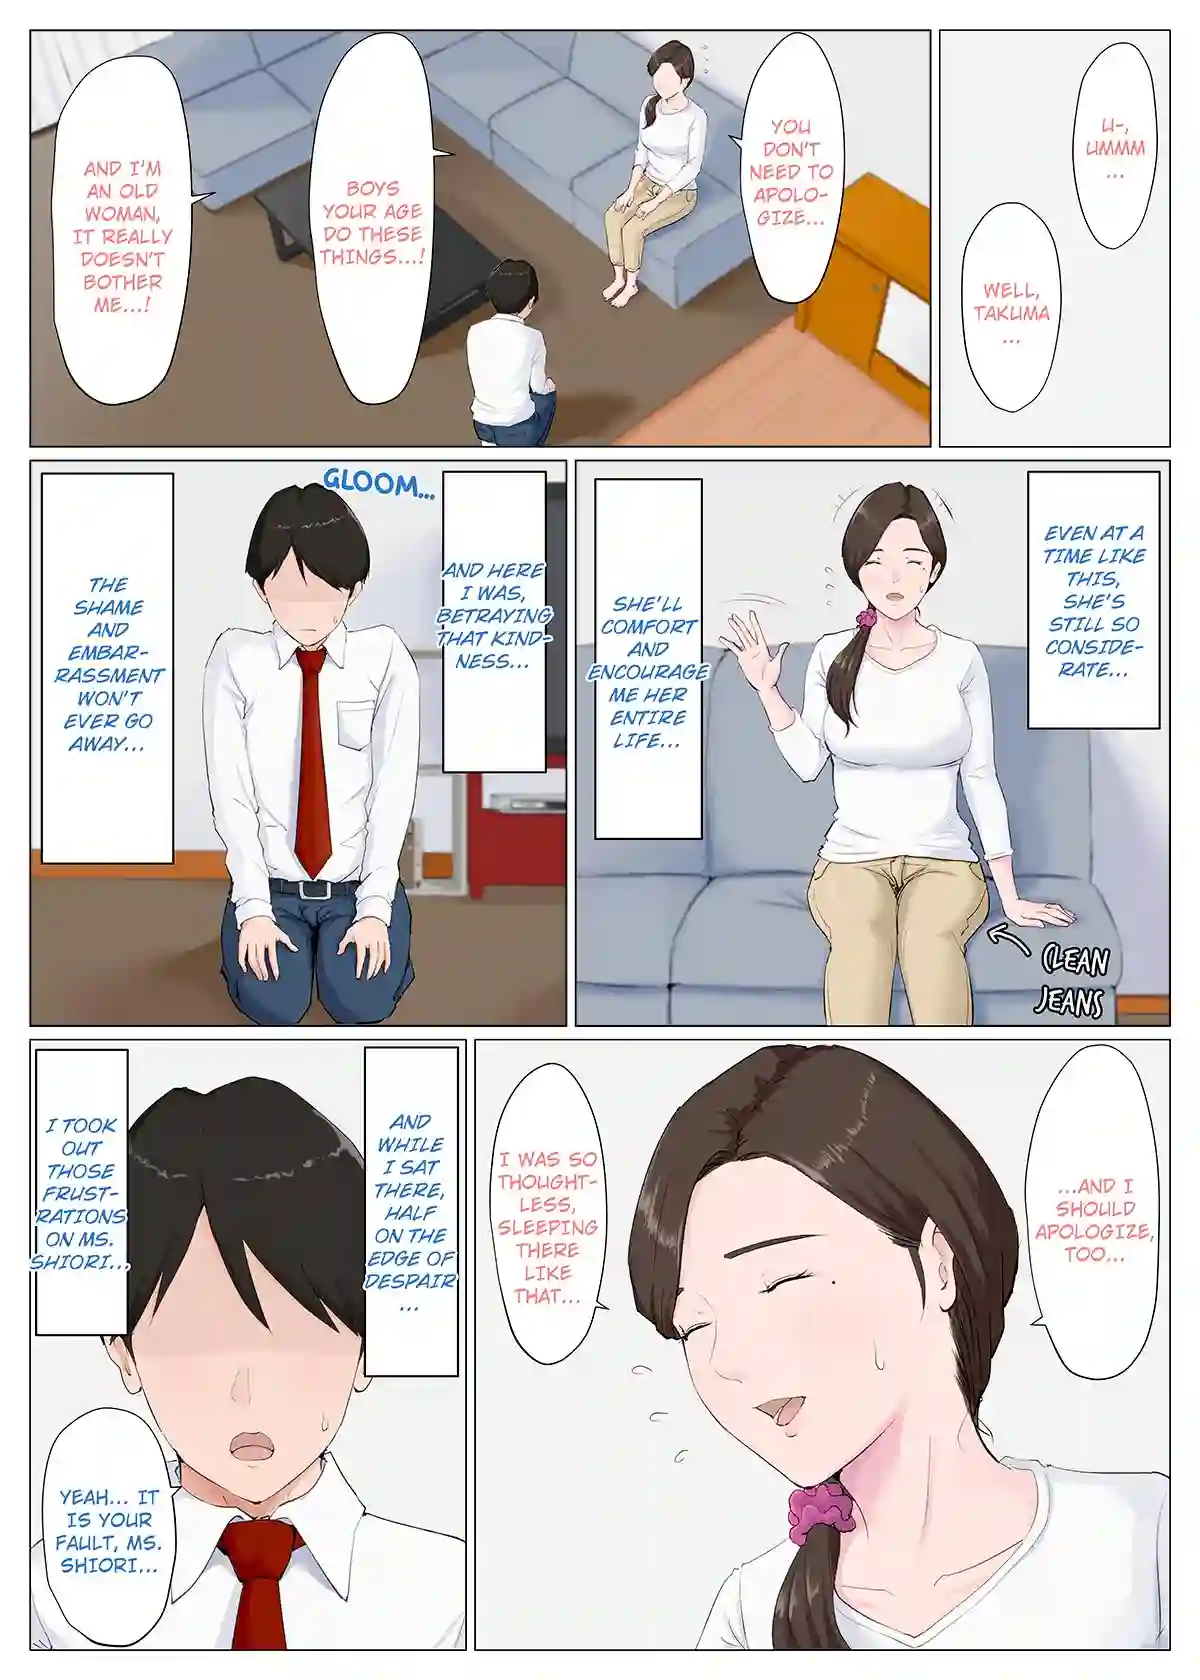 U-,
UMMM
...
WELL,
TAKUMA
...
YOU
DON'T
NEED TO
APOLO-
GIZE...
BOYS
YOUR AGE
DO THESE
THINGS...!
AND I'M
AN OLD
WOMAN,
IT REALLY
DOESN'T
BOTHER
ME...!
EVEN AT A
TIME LIKE
THIS,
SHE'S
STILL SO
CONSIDE-
RATE...
SHE'LL
COMFORT
AND
ENCOURAGE
ME HER
ENTIRE
LIFE...
CLEAN
JEANS
GLOOM...
AND HERE
I WAS,
BETRAYING
THAT KIND-
NESS...
THE
SHAME
AND
EMBAR-
RASSMENT
WON'T
EVER GO
AWAY...
...AND I
SHOULD
APOLOGIZE,
TOO...
I WAS SO
THOUGHT-
LESS,
SLEEPING
THERE
LIKE
THAT...
AND
WHILE
I SAT
THERE,
HALF
ON THE
EDGE OF
DESPAIR
...
I TOOK
OUT
THOSE
FRUST-
RATIONS
ON MS.
SHIORI...
YEAH... IT
IS YOUR
FAULT, MS.
SHIORI...